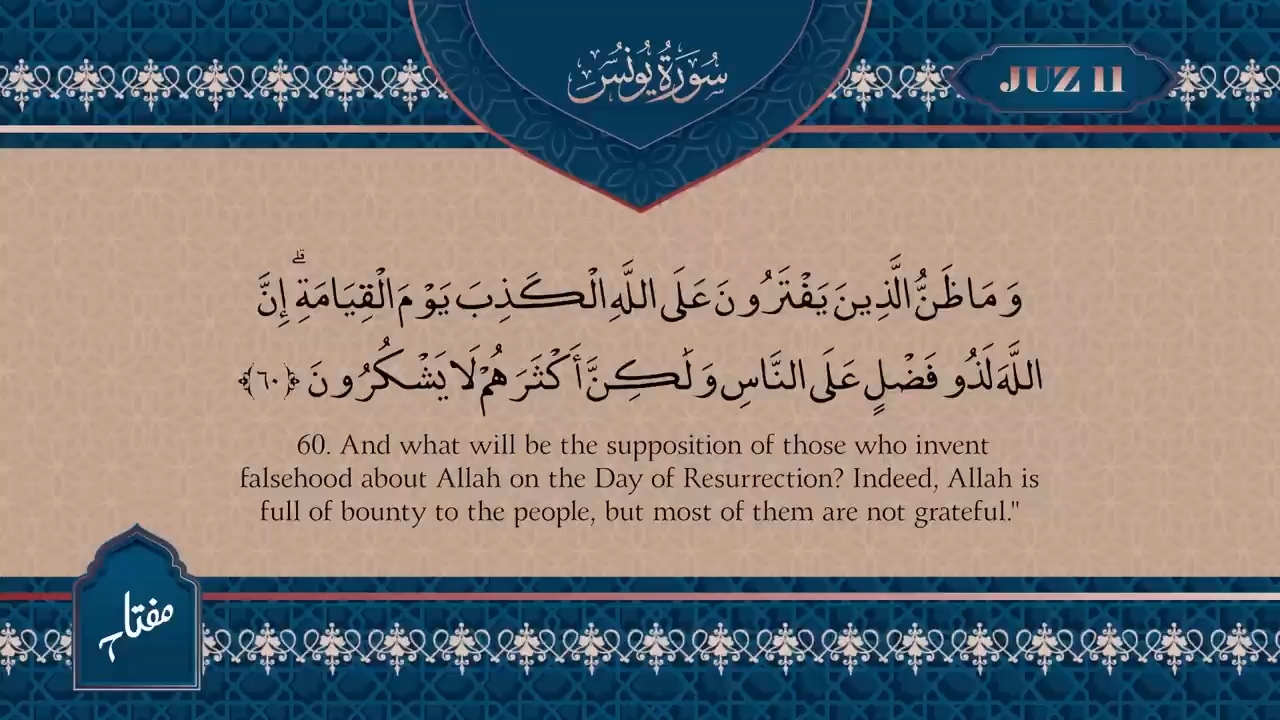 سُورَةُ يُونُسَ
JUZ 11
وَمَا ظَنُّ الَّذِينَ يَفْتَرُونَ عَلَى اللَّهِ الْكَذِبَ يَوْمَ الْقِيَامَةِ ۗ إِنَّ
اللَّهَ لَذُو فَضْلٍ عَلَى النَّاسِ وَلَٰكِنَّ أَكْثَرَهُمْ لَا يَشْكُرُونَ ﴿٦٠﴾
60. And what will be the supposition of those who invent
falsehood about Allah on the Day of Resurrection? Indeed, Allah is
full of bounty to the people, but most of them are not grateful."
مفتاح